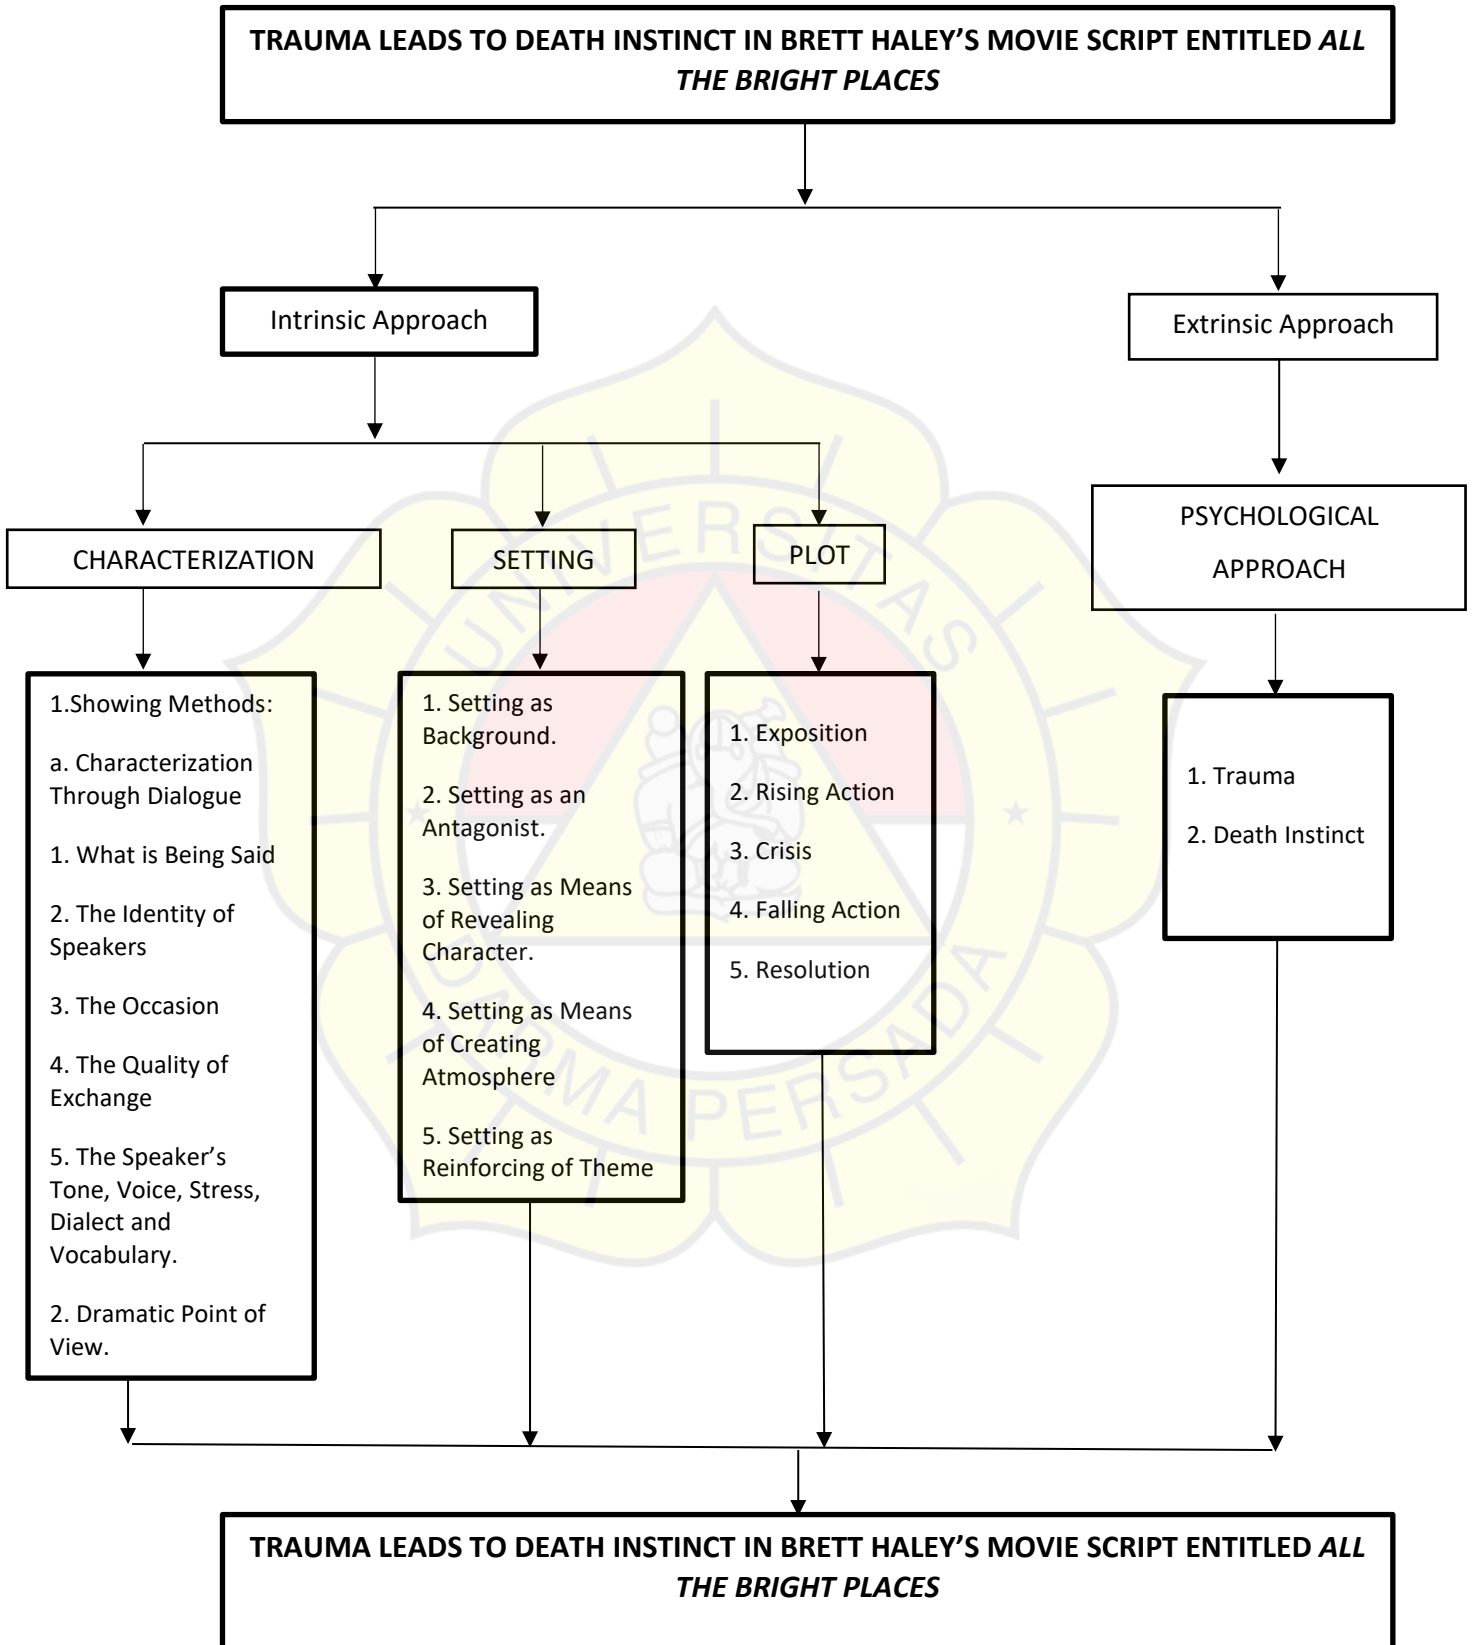 TRAUMA LEADS TO DEATH INSTINCT IN BRETT HALEY’S MOVIE SCRIPT ENTITLED ALL
THE BRIGHT PLACES
Intrinsic Approach
Extrinsic Approach
CHARACTERIZATION
SETTING
PLOT
PSYCHOLOGICAL
APPROACH
1.Showing Methods:
a. Characterization
Through Dialogue
1. What is Being Said
2. The Identity of
Speakers
3. The Occasion
4. The Quality of
Exchange
5. The Speaker’s
Tone, Voice, Stress,
Dialect and
Vocabulary.
2. Dramatic Point of
View.
1. Setting as
Background.
2. Setting as an
Antagonist.
3. Setting as Means
of Revealing
Character.
4. Setting as Means
of Creating
Atmosphere
5. Setting as
Reinforcing of Theme
1. Exposition
2. Rising Action
3. Crisis
4. Falling Action
5. Resolution
1. Trauma
2. Death Instinct
UNIVERSITAS
DARMA PERSADA
TRAUMA LEADS TO DEATH INSTINCT IN BRETT HALEY’S MOVIE SCRIPT ENTITLED ALL
THE BRIGHT PLACES